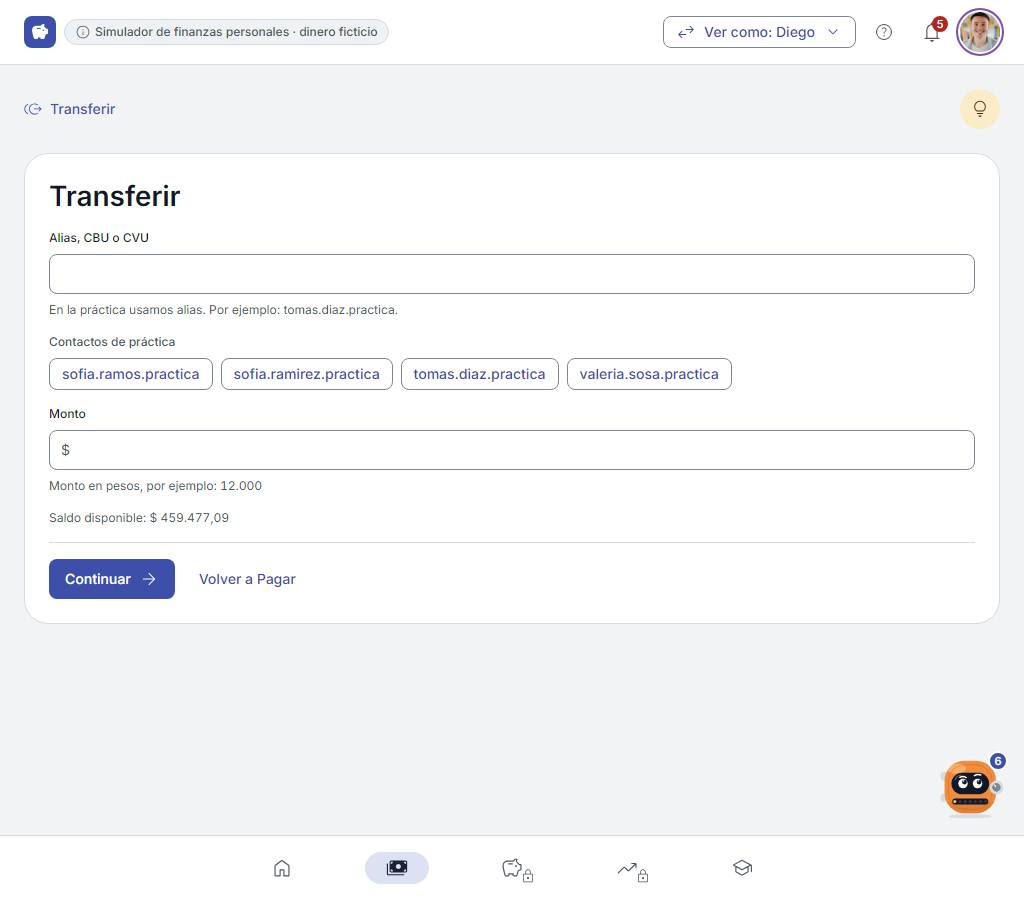 Simulador de finanzas personales · dinero ficticio
Ver como: Diego
5
Transferir
Transferir
Alias, CBU o CVU
En la práctica usamos alias. Por ejemplo: tomas.diaz.practica.
Contactos de práctica
sofia.ramos.practica
sofia.ramirez.practica
tomas.diaz.practica
valeria.sosa.practica
Monto
$
Monto en pesos, por ejemplo: 12.000
Saldo disponible: $ 459.477,09
Continuar
Volver a Pagar
6